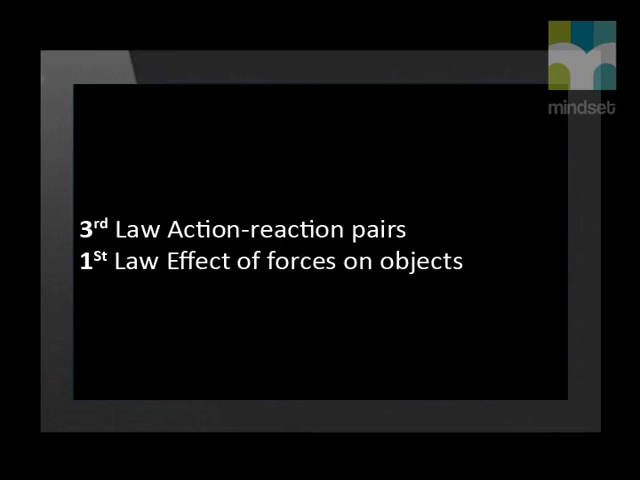 mindset
3rd Law Action-reaction pairs
1St Law Effect of forces on objects